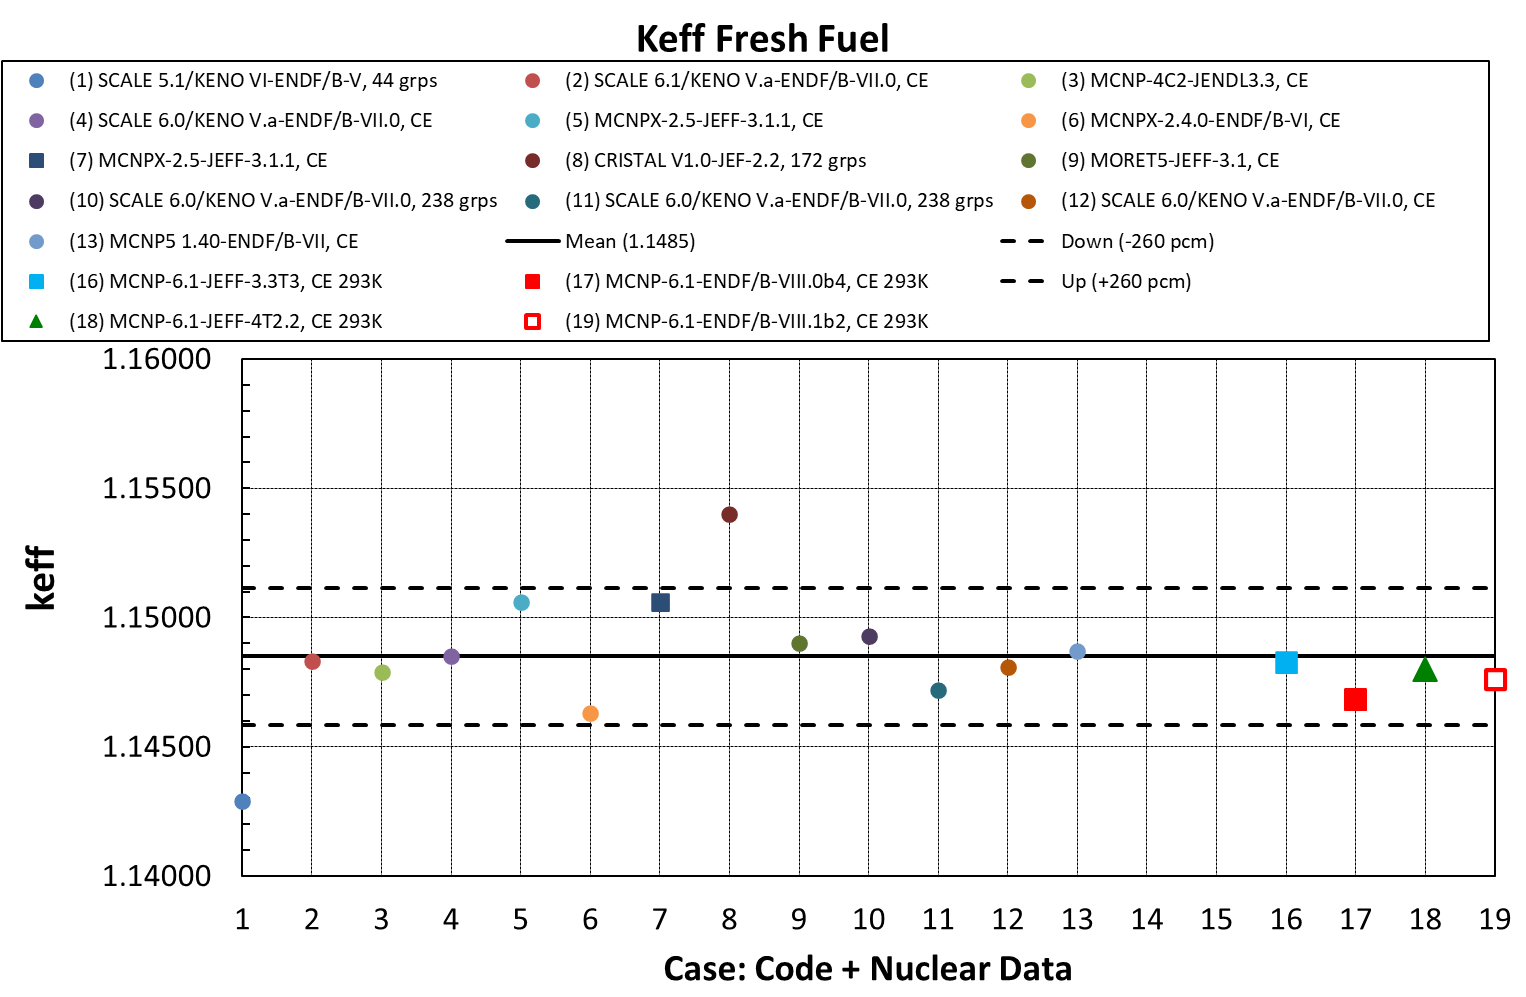 Keff Fresh Fuel
(1) SCALE 5.1/KENO VI-ENDF/B-V, 44 grps
(2) SCALE 6.1/KENO V.a-ENDF/B-VII.0, CE
(3) MCNP-4C2-JENDL3.3, CE
(4) SCALE 6.0/KENO V.a-ENDF/B-VII.0, CE
(5) MCNPX-2.5-JEFF-3.1.1, CE
(6) MCNPX-2.4.0-ENDF/B-VI, CE
(7) MCNPX-2.5-JEFF-3.1.1, CE
(8) CRISTAL V1.0-JEF-2.2, 172 grps
(9) MORET5-JEFF-3.1, CE
(10) SCALE 6.0/KENO V.a-ENDF/B-VII.0, 238 grps
(11) SCALE 6.0/KENO V.a-ENDF/B-VII.0, 238 grps
(12) SCALE 6.0/KENO V.a-ENDF/B-VII.0, CE
(13) MCNP5 1.40-ENDF/B-VII, CE
Mean (1.1485)
Down (-260 pcm)
(16) MCNP-6.1-JEFF-3.3T3, CE 293K
(17) MCNP-6.1-ENDF/B-VIII.0b4, CE 293K
Up (+260 pcm)
(18) MCNP-6.1-JEFF-4T2.2, CE 293K
(19) MCNP-6.1-ENDF/B-VIII.1b2, CE 293K
1.16000
1.15500
1.15000
1.14500
1.14000
keff
1 2 3 4 5 6 7 8 9 10 11 12 13 14 15 16 17 18 19
Case: Code + Nuclear Data